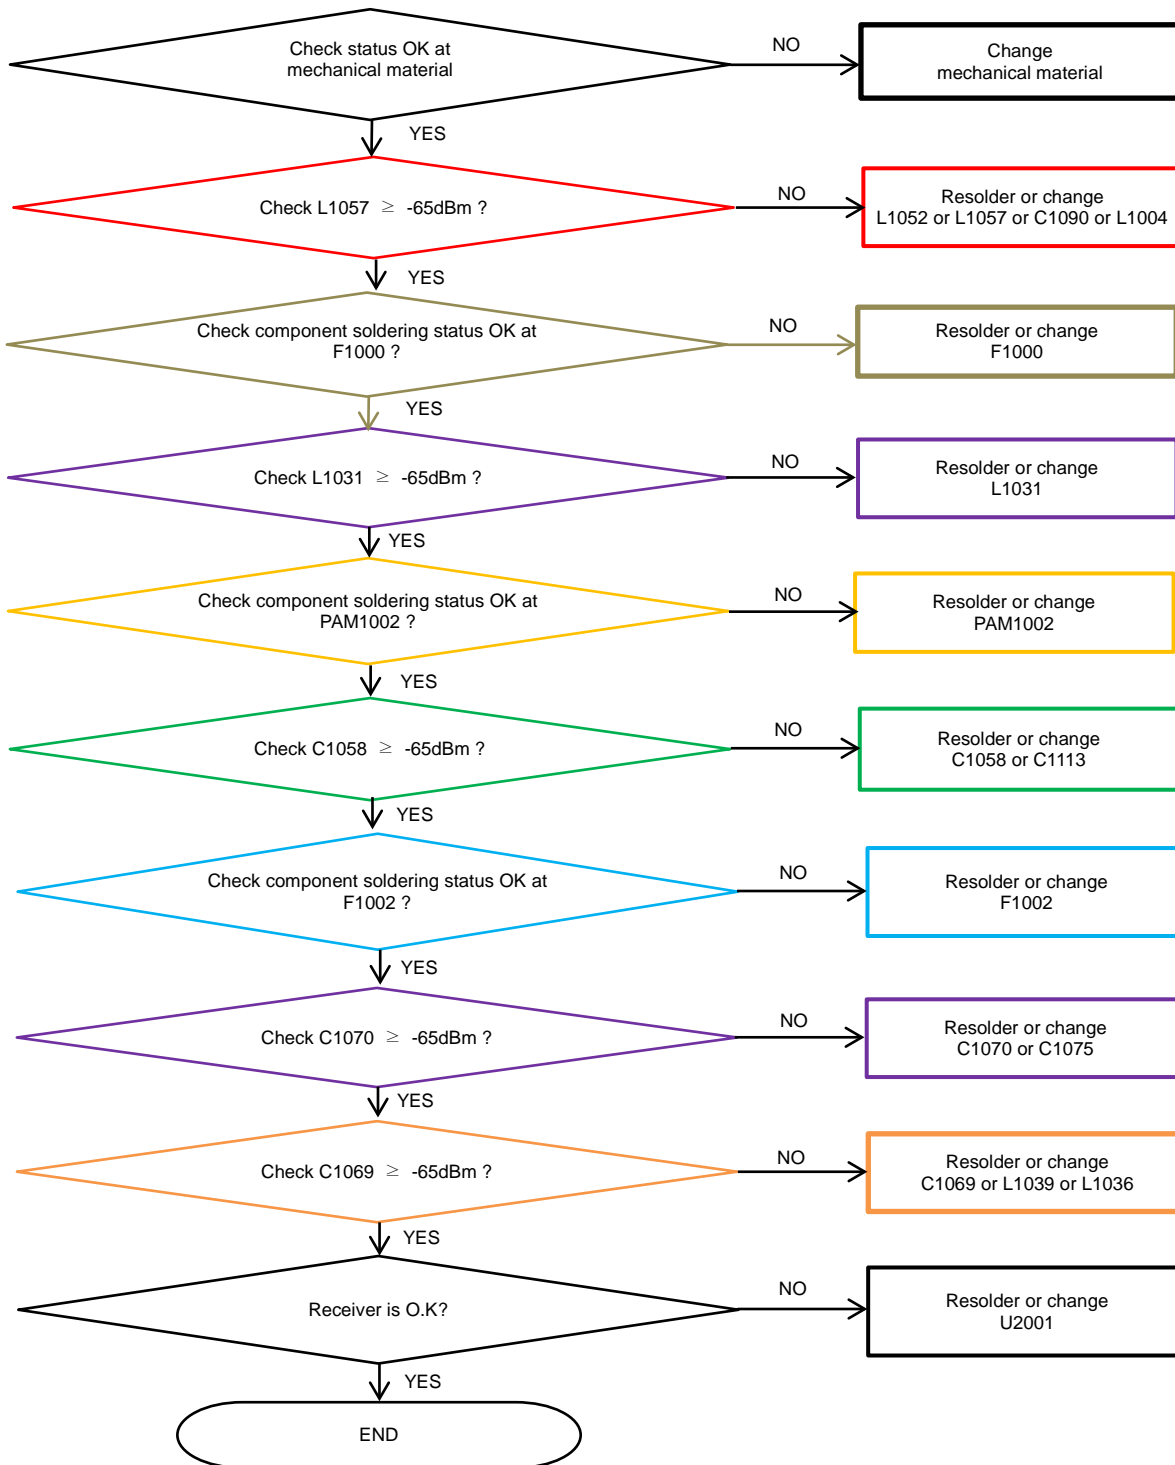 Check status OK at
mechanical material
NO
Change
mechanical material
YES
Check L1057 ≥ -65dBm ?
NO
Resolder or change
L1052 or L1057 or C1090 or L1004
YES
Check component soldering status OK at
F1000 ?
NO
Resolder or change
F1000
YES
Check L1031 ≥ -65dBm ?
NO
Resolder or change
L1031
YES
Check component soldering status OK at
PAM1002 ?
NO
Resolder or change
PAM1002
YES
Check C1058 ≥ -65dBm ?
NO
Resolder or change
C1058 or C1113
YES
Check component soldering status OK at
F1002 ?
NO
Resolder or change
F1002
YES
Check C1070 ≥ -65dBm ?
NO
Resolder or change
C1070 or C1075
YES
Check C1069 ≥ -65dBm ?
NO
Resolder or change
C1069 or L1039 or L1036
YES
Receiver is O.K?
NO
Resolder or change
U2001
YES
END